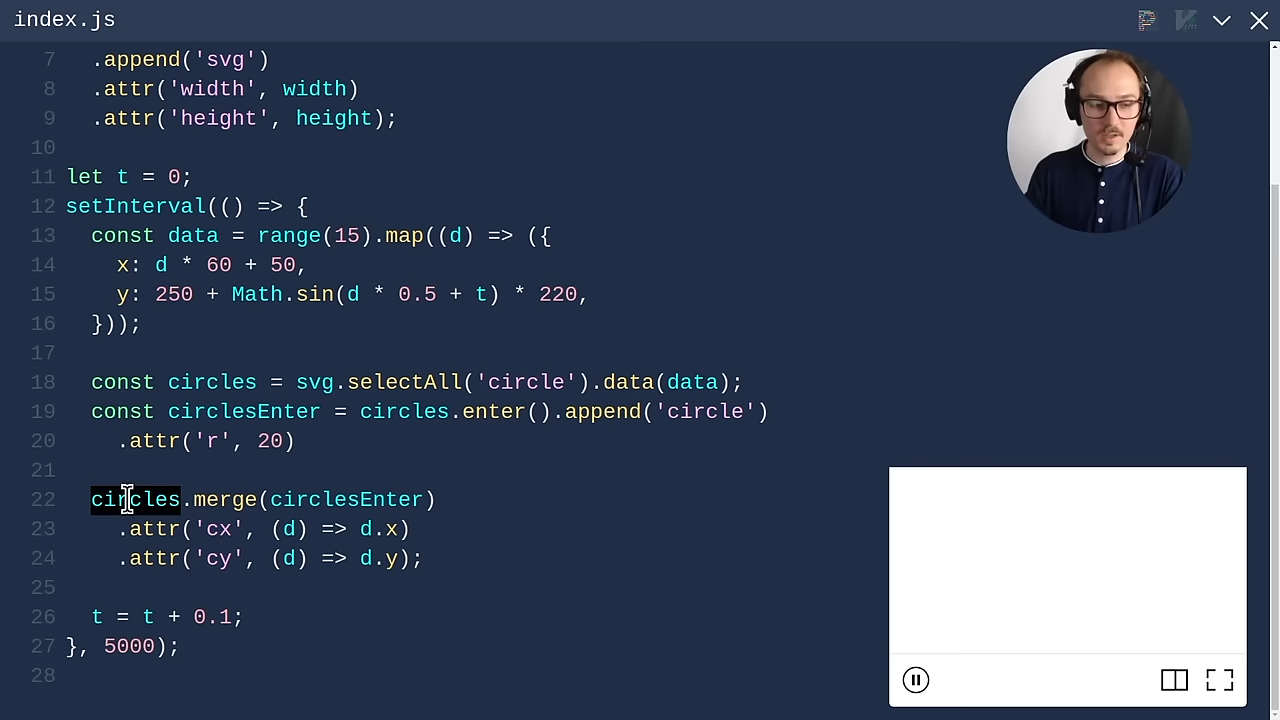 index.js
7 .append('svg')
8 .attr('width', width)
9 .attr('height', height);
10
11 let t = 0;
12 setInterval(() => {
13 const data = range(15).map((d) => ({
14 x: d * 60 + 50,
15 y: 250 + Math.sin(d * 0.5 + t) * 220,
16 }));
17
18 const circles = svg.selectAll('circle').data(data);
19 const circlesEnter = circles.enter().append('circle')
20 .attr('r', 20)
21
22 circles.merge(circlesEnter)
23 .attr('cx', (d) => d.x)
24 .attr('cy', (d) => d.y);
25
26 t = t + 0.1;
27 }, 5000);
28